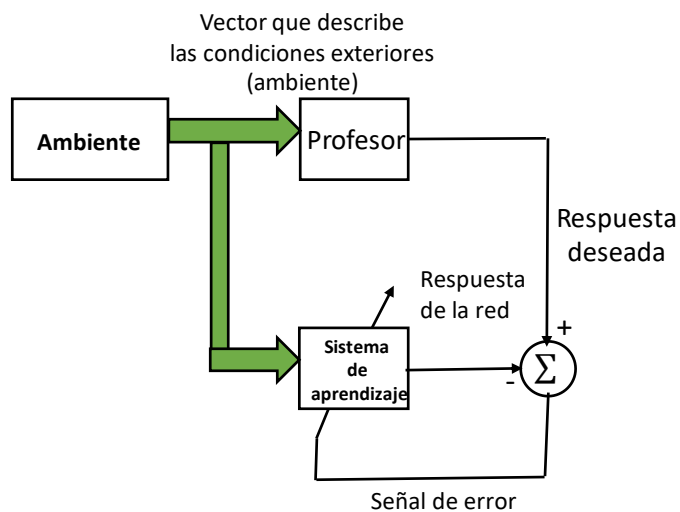 Vector que describe
las condiciones exteriores
(ambiente)
Ambiente
Profesor
Respuesta
deseada
Respuesta
de la red
Sistema
de
aprendizaje
+
-
Σ
Señal de error